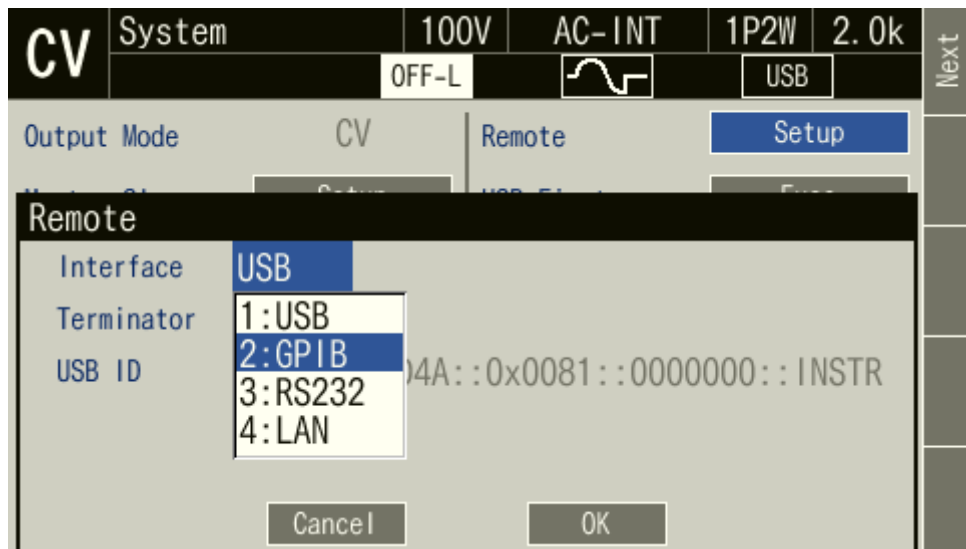 CV System 100V AC-INT 1P2W 2.0k
OFF-L USB
Next
Output Mode CV Remote Setup
Remote
Interface USB
Terminator
1:USB
2:GPIB
3:RS232
4:LAN
USB ID 04A::0x0081::0000000::INSTR
Cancel OK